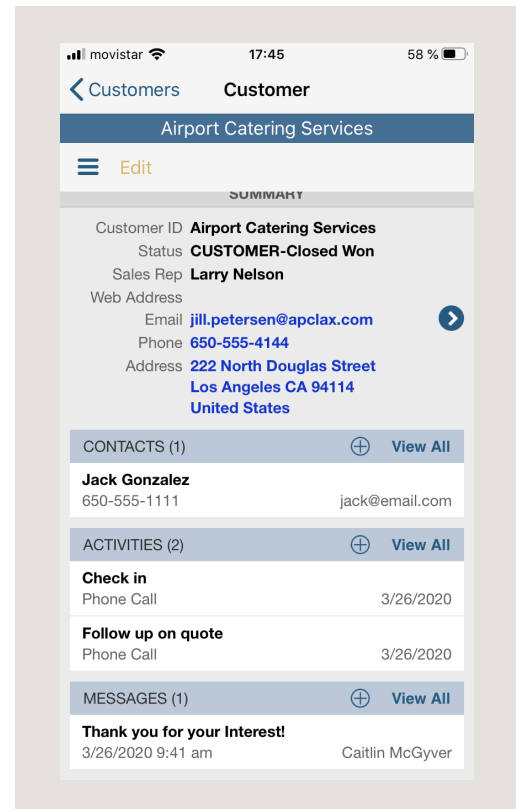 movistar 17:45 58 %
Customers Customer
Airport Catering Services
Edit
SUMMARY
Customer ID Airport Catering Services
Status CUSTOMER-Closed Won
Sales Rep Larry Nelson
Web Address
Email jill.petersen@apclax.com
Phone 650-555-4144
Address 222 North Douglas Street
Los Angeles CA 94114
United States
CONTACTS (1) View All
Jack Gonzalez
650-555-1111 jack@email.com
ACTIVITIES (2) View All
Check in
Phone Call 3/26/2020
Follow up on quote
Phone Call 3/26/2020
MESSAGES (1) View All
Thank you for your Interest!
3/26/2020 9:41 am Caitlin McGyver